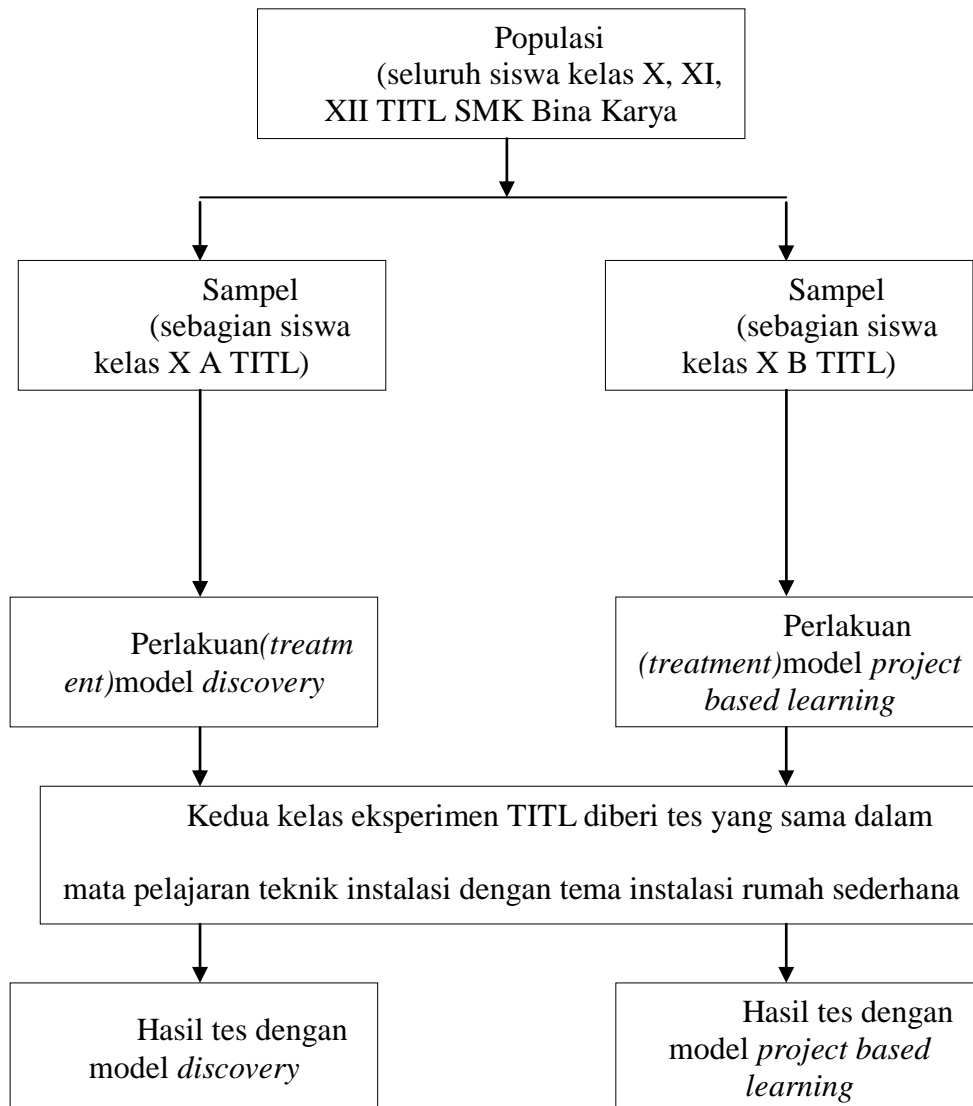 Populasi
(seluruh siswa kelas X, XI,
XII TITL SMK Bina Karya
Sampel
(sebagian siswa
kelas X A TITL)
Sampel
(sebagian siswa
kelas X B TITL)
Perlakuan(treatm
ent)model discovery
Perlakuan
(treatment)model project
based learning
Kedua kelas eksperimen TITL diberi tes yang sama dalam
mata pelajaran teknik instalasi dengan tema instalasi rumah sederhana
Hasil tes dengan
model discovery
Hasil tes dengan
model project based
learning